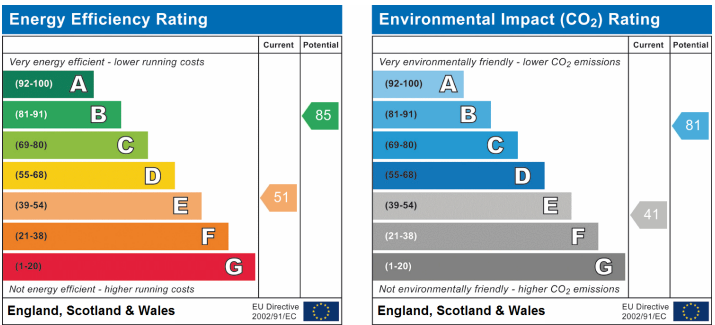 Energy Efficiency Rating
Current Potential
Very energy efficient - lower running costs
(92-100) A
(81-91) B
85
(69-80) C
(55-68) D
(39-54) E
51
(21-38) F
(1-20) G
Not energy efficient - higher running costs
England, Scotland & Wales
EU Directive
2002/91/EC
Environmental Impact (CO₂) Rating
Current Potential
Very environmentally friendly - lower CO₂ emissions
(92-100) A
(81-91) B
81
(69-80) C
(55-68) D
(39-54) E
41
(21-38) F
(1-20) G
Not environmentally friendly - higher CO₂ emissions
England, Scotland & Wales
EU Directive
2002/91/EC